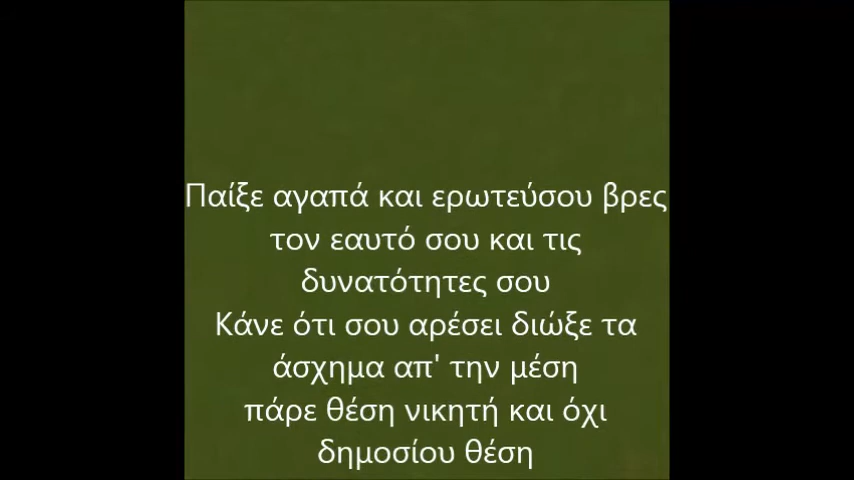 Παίξε αγαπά και ερωτεύσου βρες
τον εαυτό σου και τις
δυνατότητες σου
Κάνε ότι σου αρέσει διώξε τα
άσχημα απ' την μέση
πάρε θέση νικητή και όχι
δημοσίου θέση